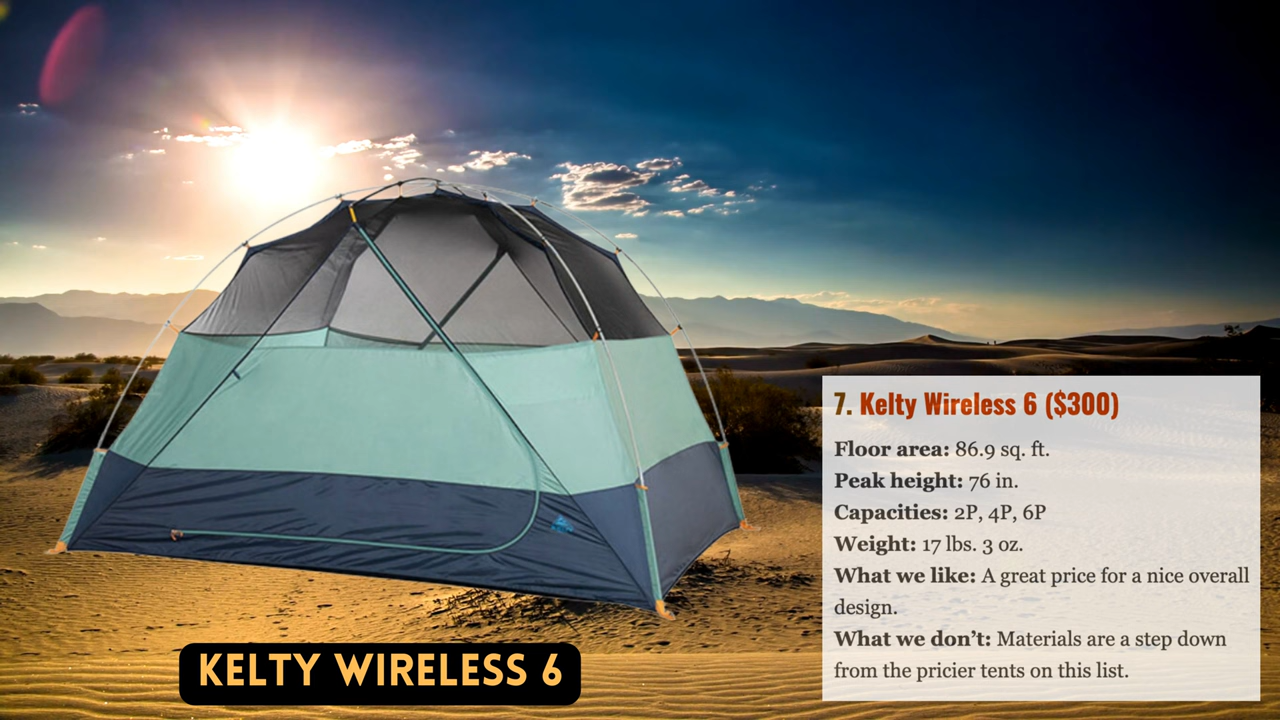 7. Kelty Wireless 6 ($300)
Floor area: 86.9 sq. ft.
Peak height: 76 in.
Capacities: 2P, 4P, 6P
Weight: 17 lbs. 3 oz.
What we like: A great price for a nice overall
design.
What we don’t: Materials are a step down
from the pricier tents on this list.
KELTY WIRELESS 6